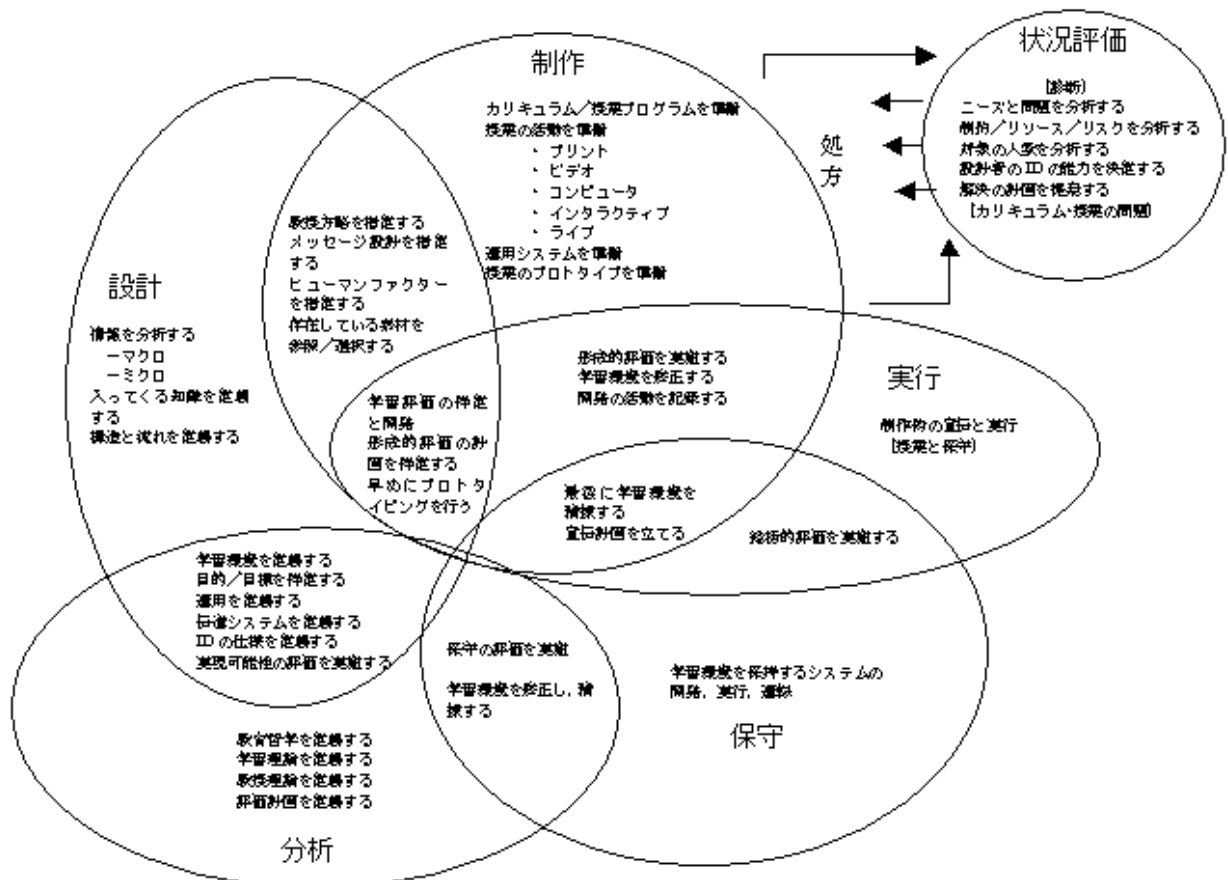 制作
カリキュラム／授業プログラムを準備
授業の活動を準備
・ プリント
・ ビデオ
・ コンピュータ
・ インタラクティブ
・ ライブ
運用システムを準備
授業のプロトタイプを準備
状況評価
[診断]
ニーズと問題を分析する
制約／リソース／リスクを分析する
対象の人々を分析する
設計者のIDの能力を決定する
解決の計画を提案する
[カリキュラム・授業の問題]
処方
設計
情報を分析する
ーマクロ
ーミクロ
入ってくる知識を定義
する
構造と流れを定義する
教授方略を指定する
メッセージ設計を指定
する
ヒューマンファクター
を指定する
存在している素材を
参照／選択する
学習評価の特定
と開発
形成的評価の計
画を特定する
早めにプロトタ
イピングを行う
形成的評価を実施する
学習環境を修正する
開発の活動を記録する
実行
制作物の宣伝と実行
[授業と保守]
最後に学習環境を
宣伝計画を立てる
総括的評価を実施する
学習環境を定義する
目的／目標を特定する
運用を定義する
伝達システムを定義する
IDの仕様を定義する
実現可能性の評価を実施する
保守の評価を実施
学習環境を修正し，
学習環境を保持するシステムの
開発，実行，
保守
教育哲学を定義する
学習理論を定義する
教授理論を定義する
評価計画を定義する
分析